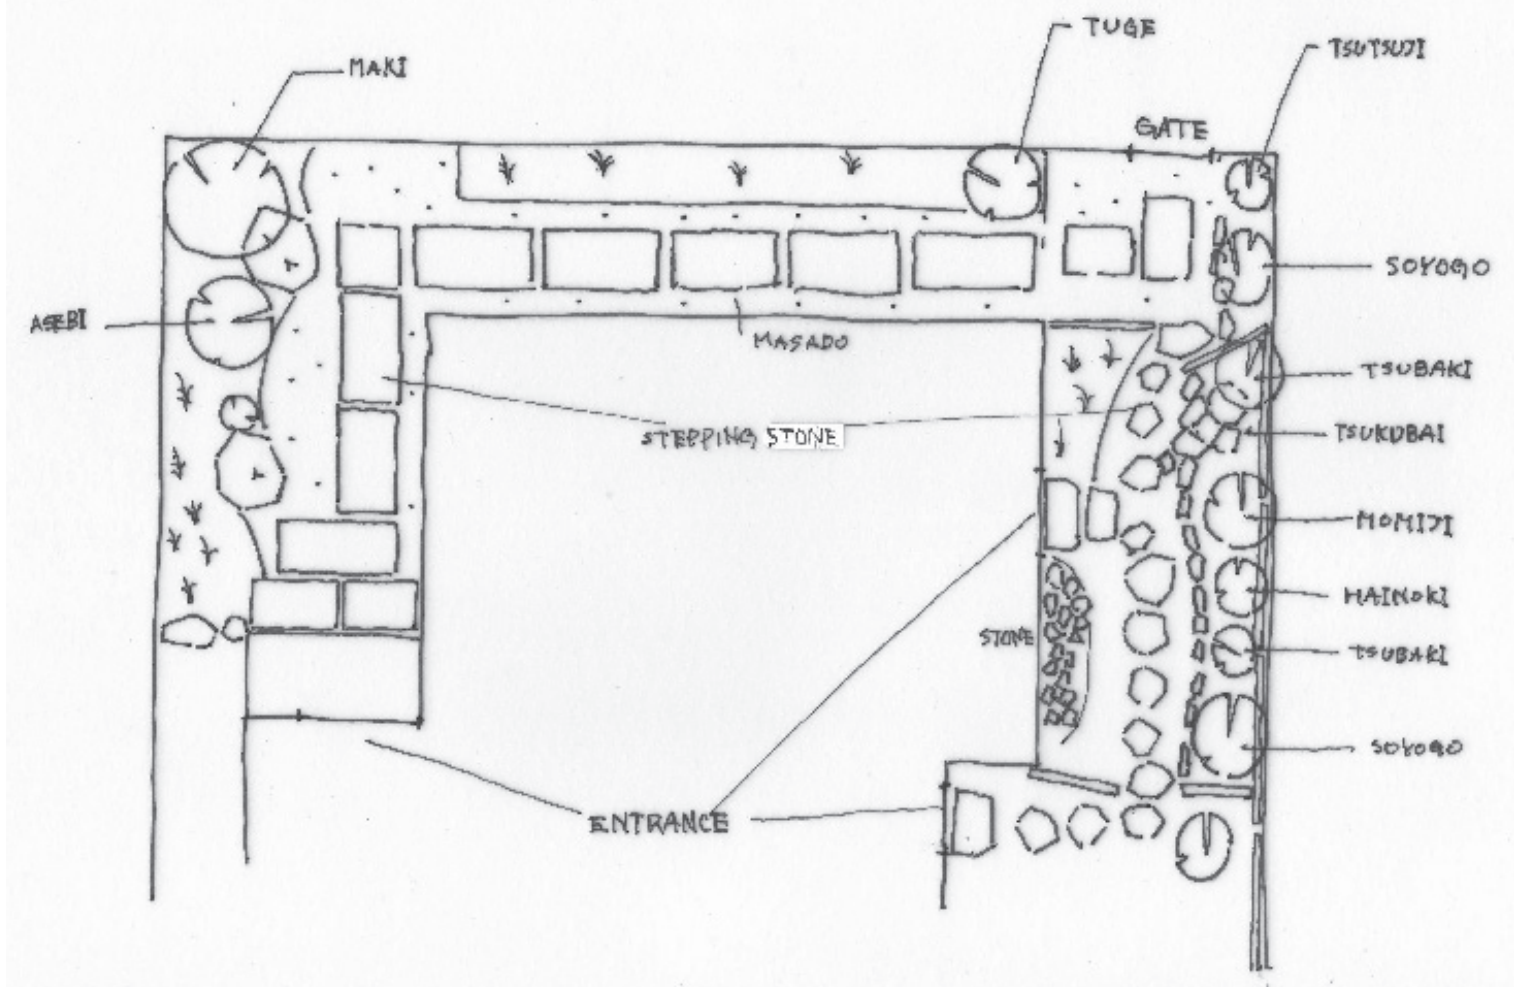 TUGE
TSUTSUJI
MAKI
GATE
SOYOGO
ASEBI
MASADO
TSUBAKI
STEPPING STONE
TSUKUBAI
MOMIJI
HAINOKI
STONE
TSUBAKI
SOYOGO
ENTRANCE